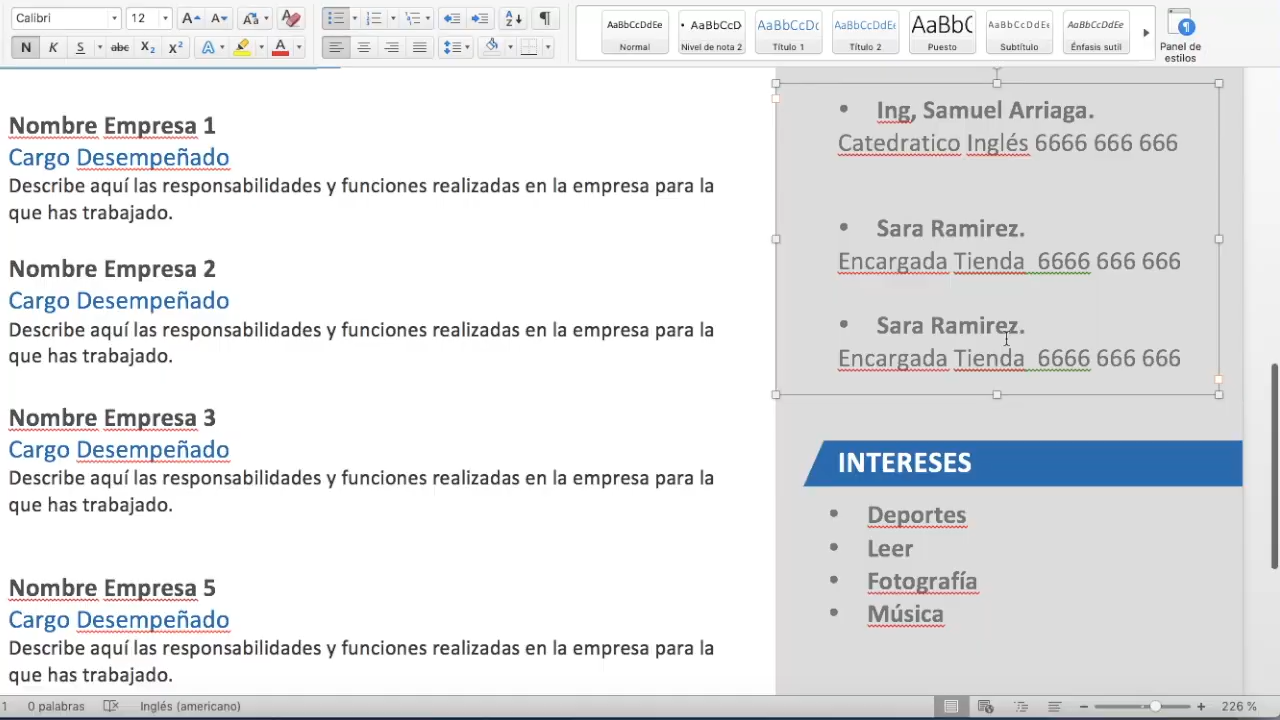 Calibri
12
A A Aa A
N K S abc X2 X2 A A
A Z
¶
AaBbCcDdEe
Normal
• AaBbCcD
Nivel de nota 2
AaBbCcDc
Título 1
AaBbCcDdEe
Título 2
AaBbC
Puesto
AaBbCcDdEe
Subtítulo
AaBbCcDdEe
Énfasis sutil
Panel de
estilos
Nombre Empresa 1
Cargo Desempeñado
Describe aquí las responsabilidades y funciones realizadas en la empresa para la
que has trabajado.
Nombre Empresa 2
Cargo Desempeñado
Describe aquí las responsabilidades y funciones realizadas en la empresa para la
que has trabajado.
Nombre Empresa 3
Cargo Desempeñado
Describe aquí las responsabilidades y funciones realizadas en la empresa para la
que has trabajado.
Nombre Empresa 5
Cargo Desempeñado
Describe aquí las responsabilidades y funciones realizadas en la empresa para la
que has trabajado.
• Ing, Samuel Arriaga.
Catedratico Inglés 6666 666 666
• Sara Ramirez.
Encargada Tienda 6666 666 666
• Sara Ramirez.
Encargada Tienda 6666 666 666
INTERESES
• Deportes
• Leer
• Fotografía
• Música
1 0 palabras Inglés (americano)
226 %